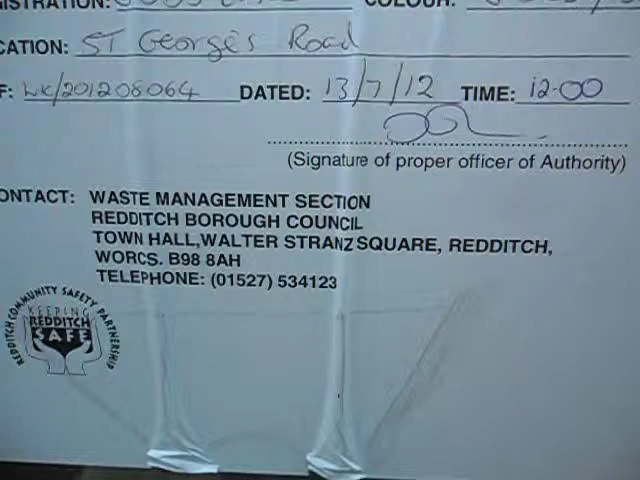 COLOUR:
CATION: ST George's Road
F: WK/201208064 DATED: 13/7/12 TIME: 12-00
(Signature of proper officer of Authority)
ONTACT: WASTE MANAGEMENT SECTION
REDDITCH BOROUGH COUNCIL
TOWN HALL,WALTER STRANZ SQUARE, REDDITCH,
WORCS. B98 8AH
TELEPHONE: (01527) 534123
REDDITCH COMMUNITY SAFETY PARTNERSHIP
KEEPING
REDDITCH
SAFE